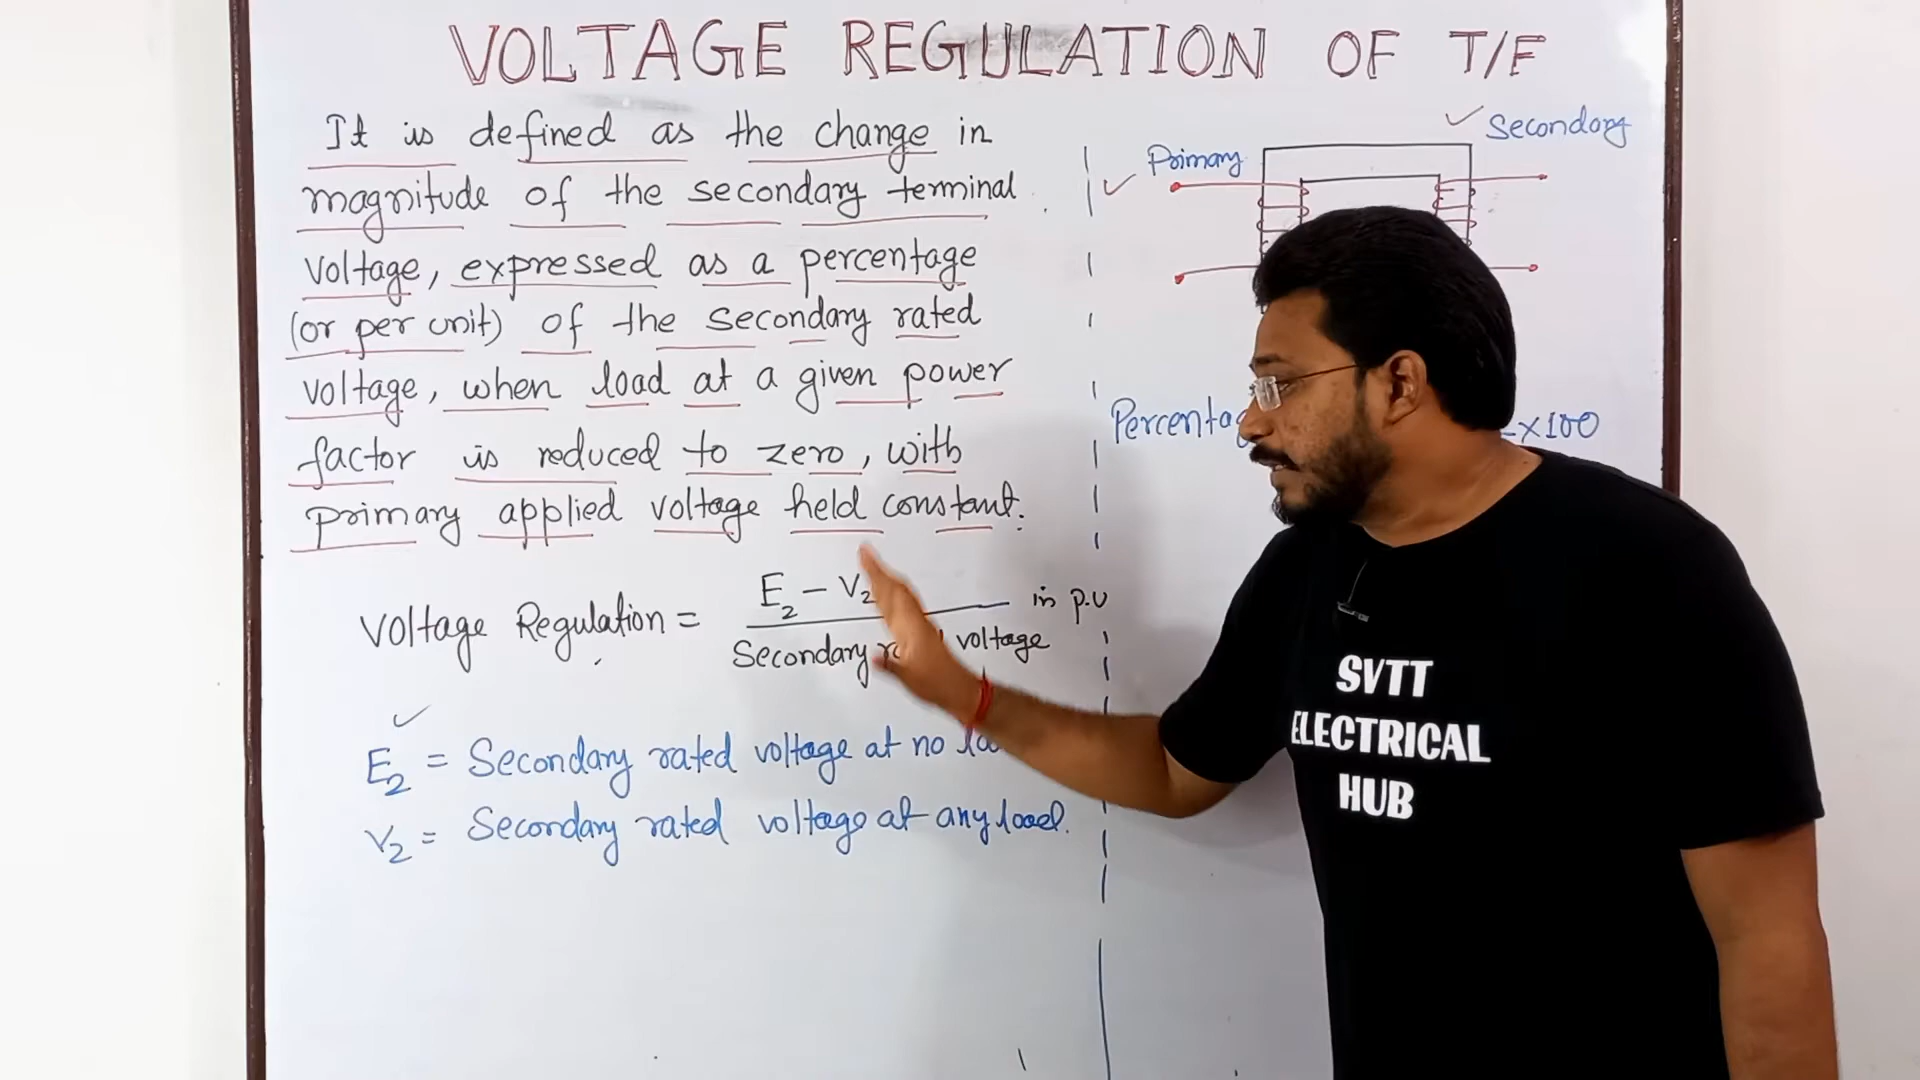 VOLTAGE REGULATION OF T/F
It is defined as the change in
magnitude of the secondary terminal
voltage, expressed as a percentage
(or per unit) of the secondary rated
voltage, when load at a given power
factor is reduced to zero, with
primary applied voltage held constant.
E2 - V2
Voltage Regulation = in p.u
Secondary voltage
E2 = Secondary rated voltage at no
V2 = Secondary rated voltage at any load.
Secondary
Primary
×100
SVTT
ELECTRICAL
HUB